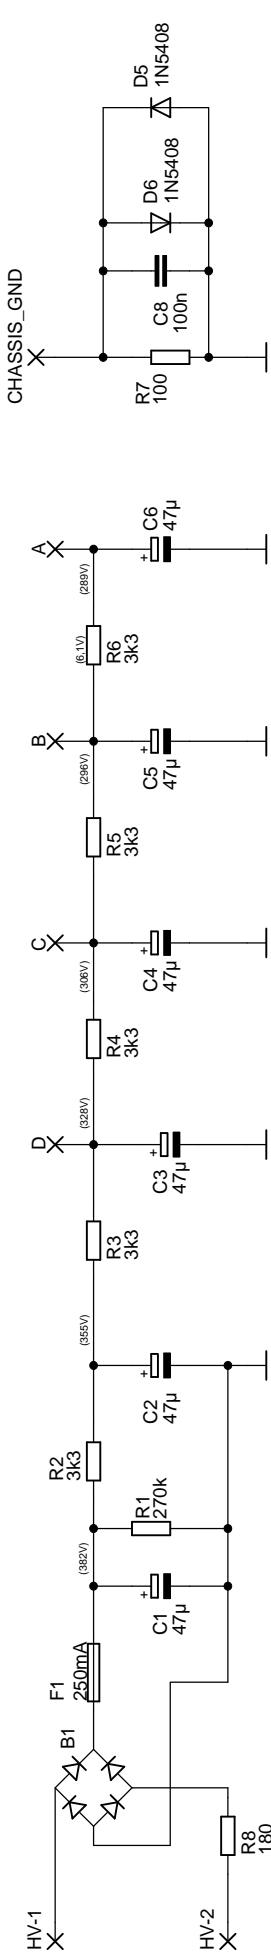 CHASSIS_GND
R7
100
C8
100n
D6
1N5408
D5
1N5408
HV-1
HV-2
R8
180
B1
F1
250mA
(382V)
C1
47µ
R1
270k
R2
3k3
(355V)
C2
47µ
R3
3k3
D
(328V)
C3
47µ
R4
3k3
C
(306V)
C4
47µ
R5
3k3
B
(296V)
C5
47µ
(6,1V)
R6
3k3
A
(289V)
C6
47µ